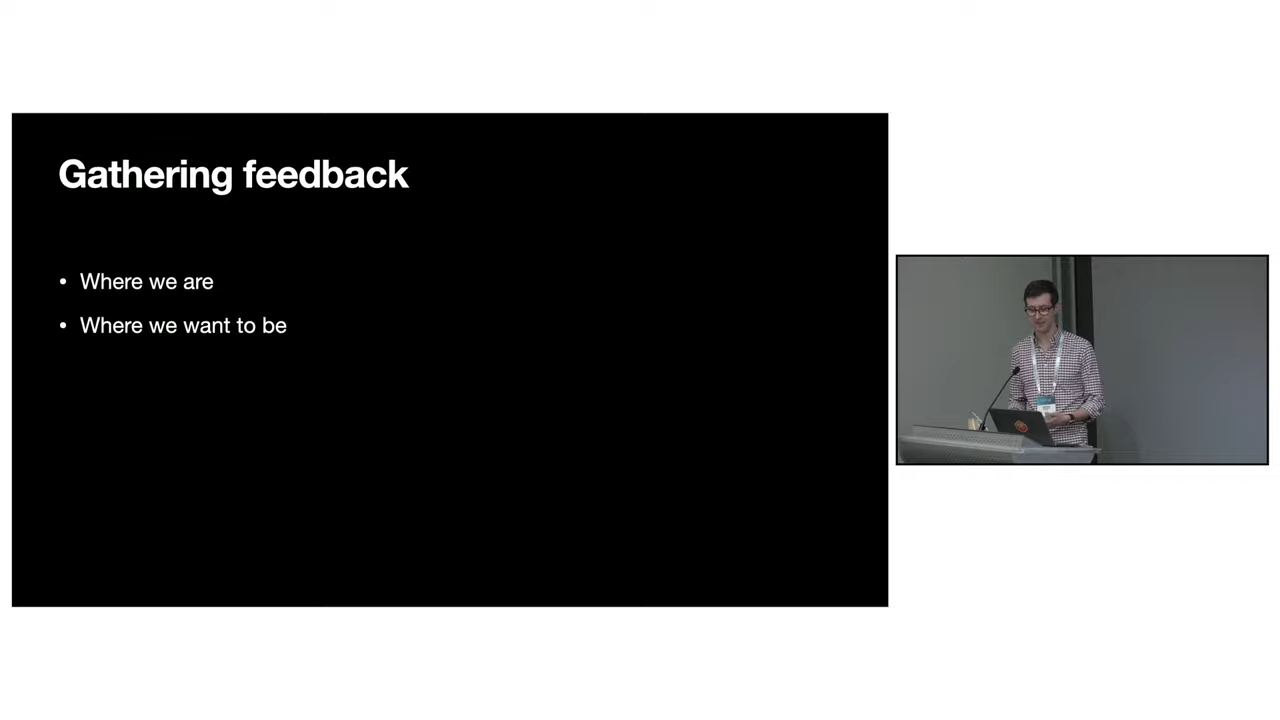 Gathering feedback
• Where we are
• Where we want to be